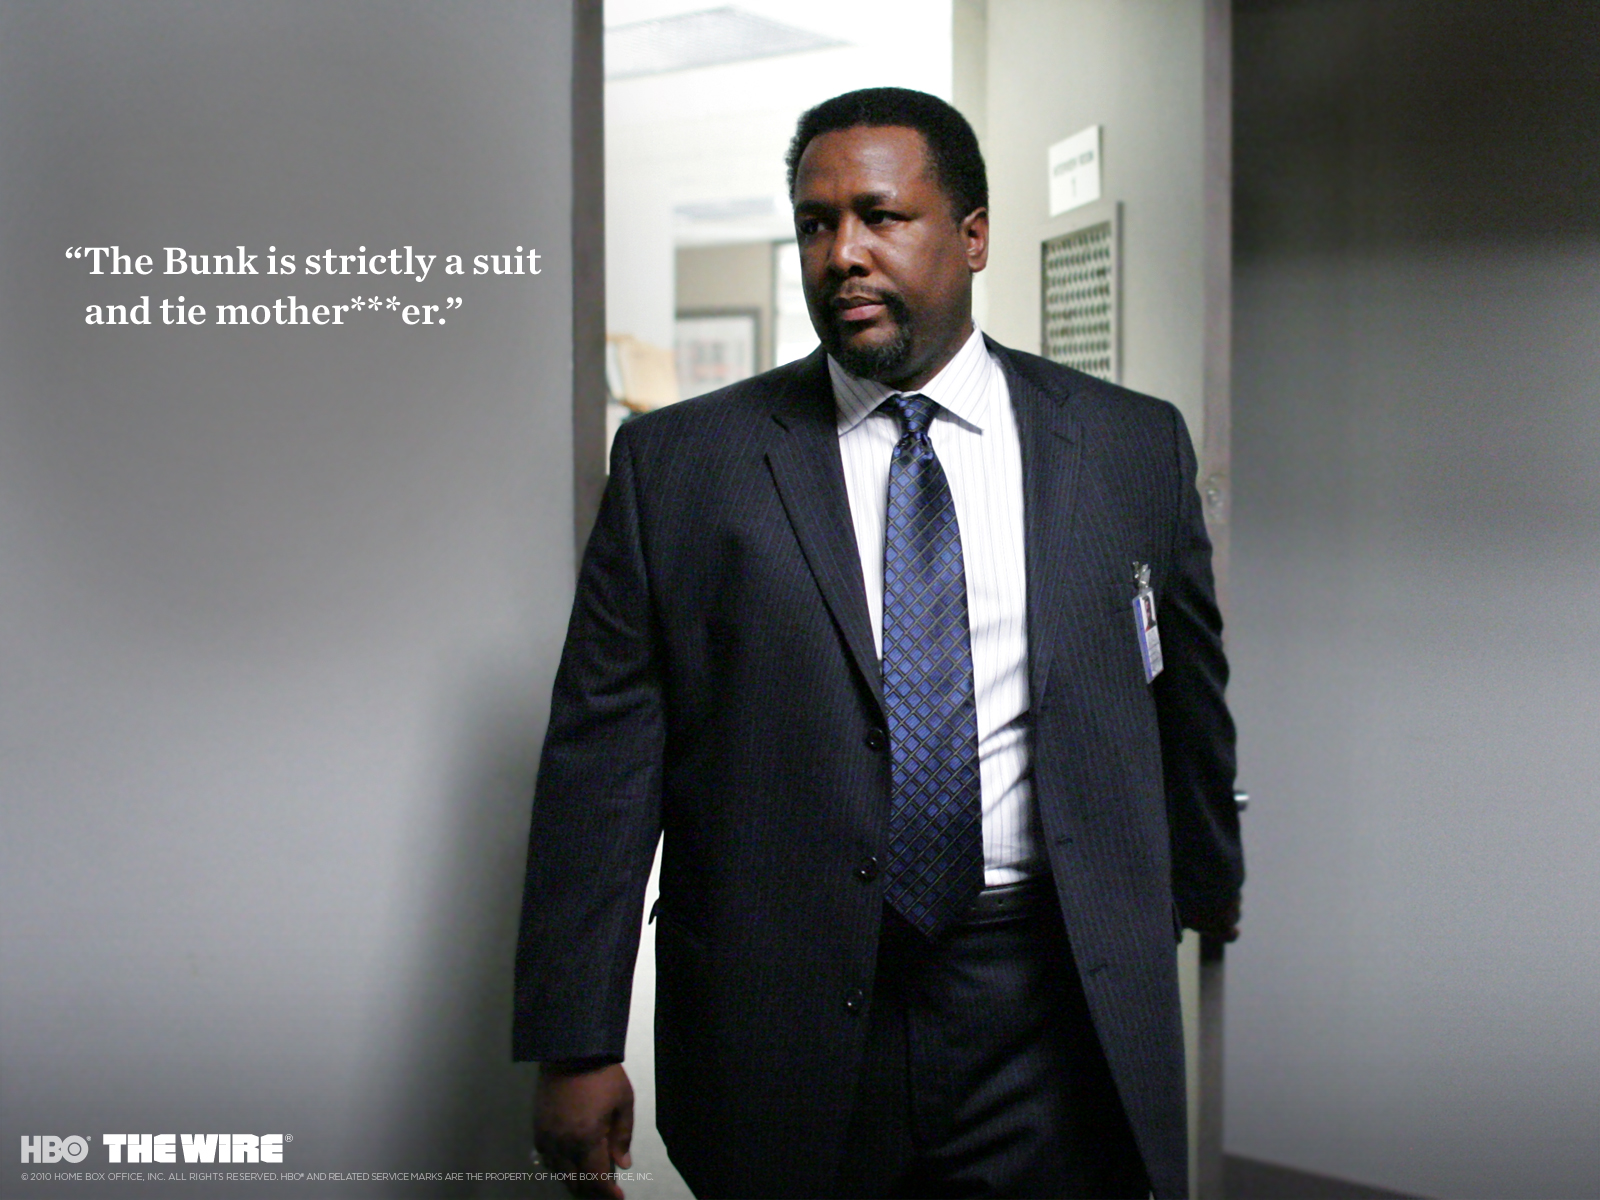 “The Bunk is strictly a suit
and tie mother***er.”
HBO® THE WIRE®
© 2010 HOME BOX OFFICE, INC. ALL RIGHTS RESERVED. HBO® AND RELATED SERVICE MARKS ARE THE PROPERTY OF HOME BOX OFFICE, INC.